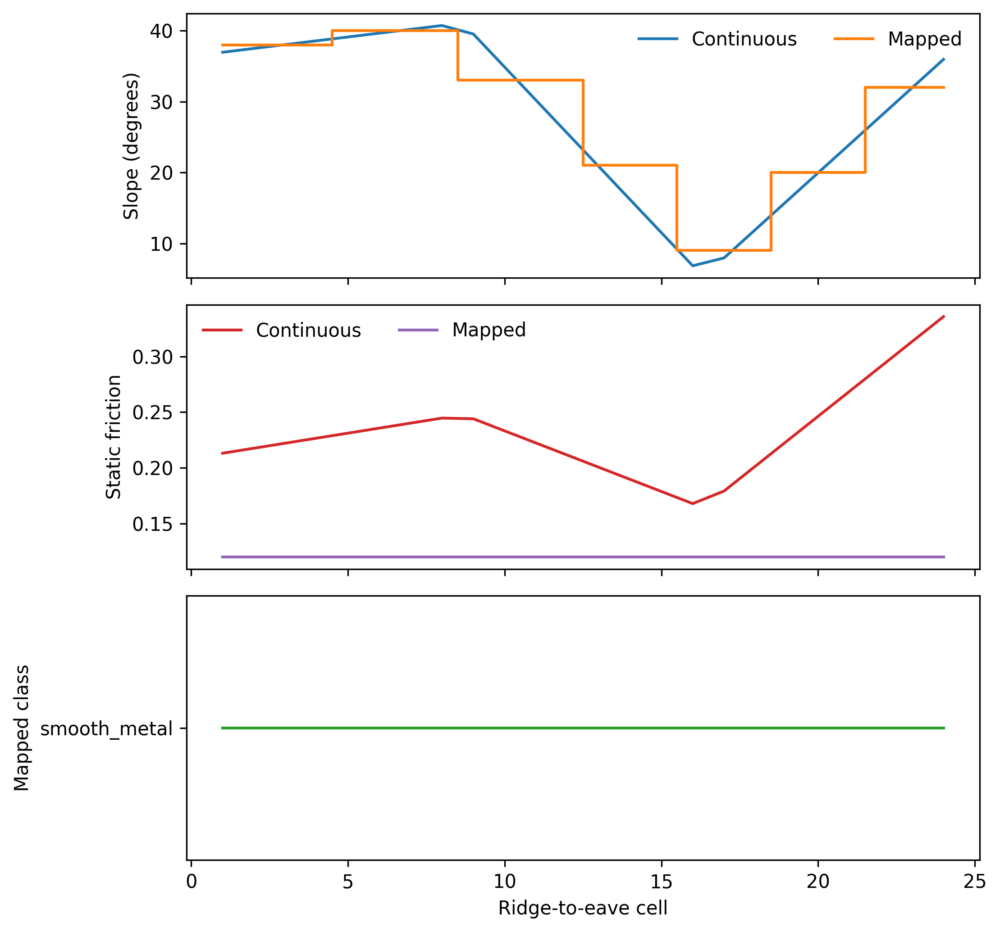 Slope (degrees)
40
30
20
10
Continuous
Mapped
Static friction
0.30
0.25
0.20
0.15
Continuous
Mapped
Mapped class
smooth_metal
0
5
10
15
20
25
Ridge-to-eave cell